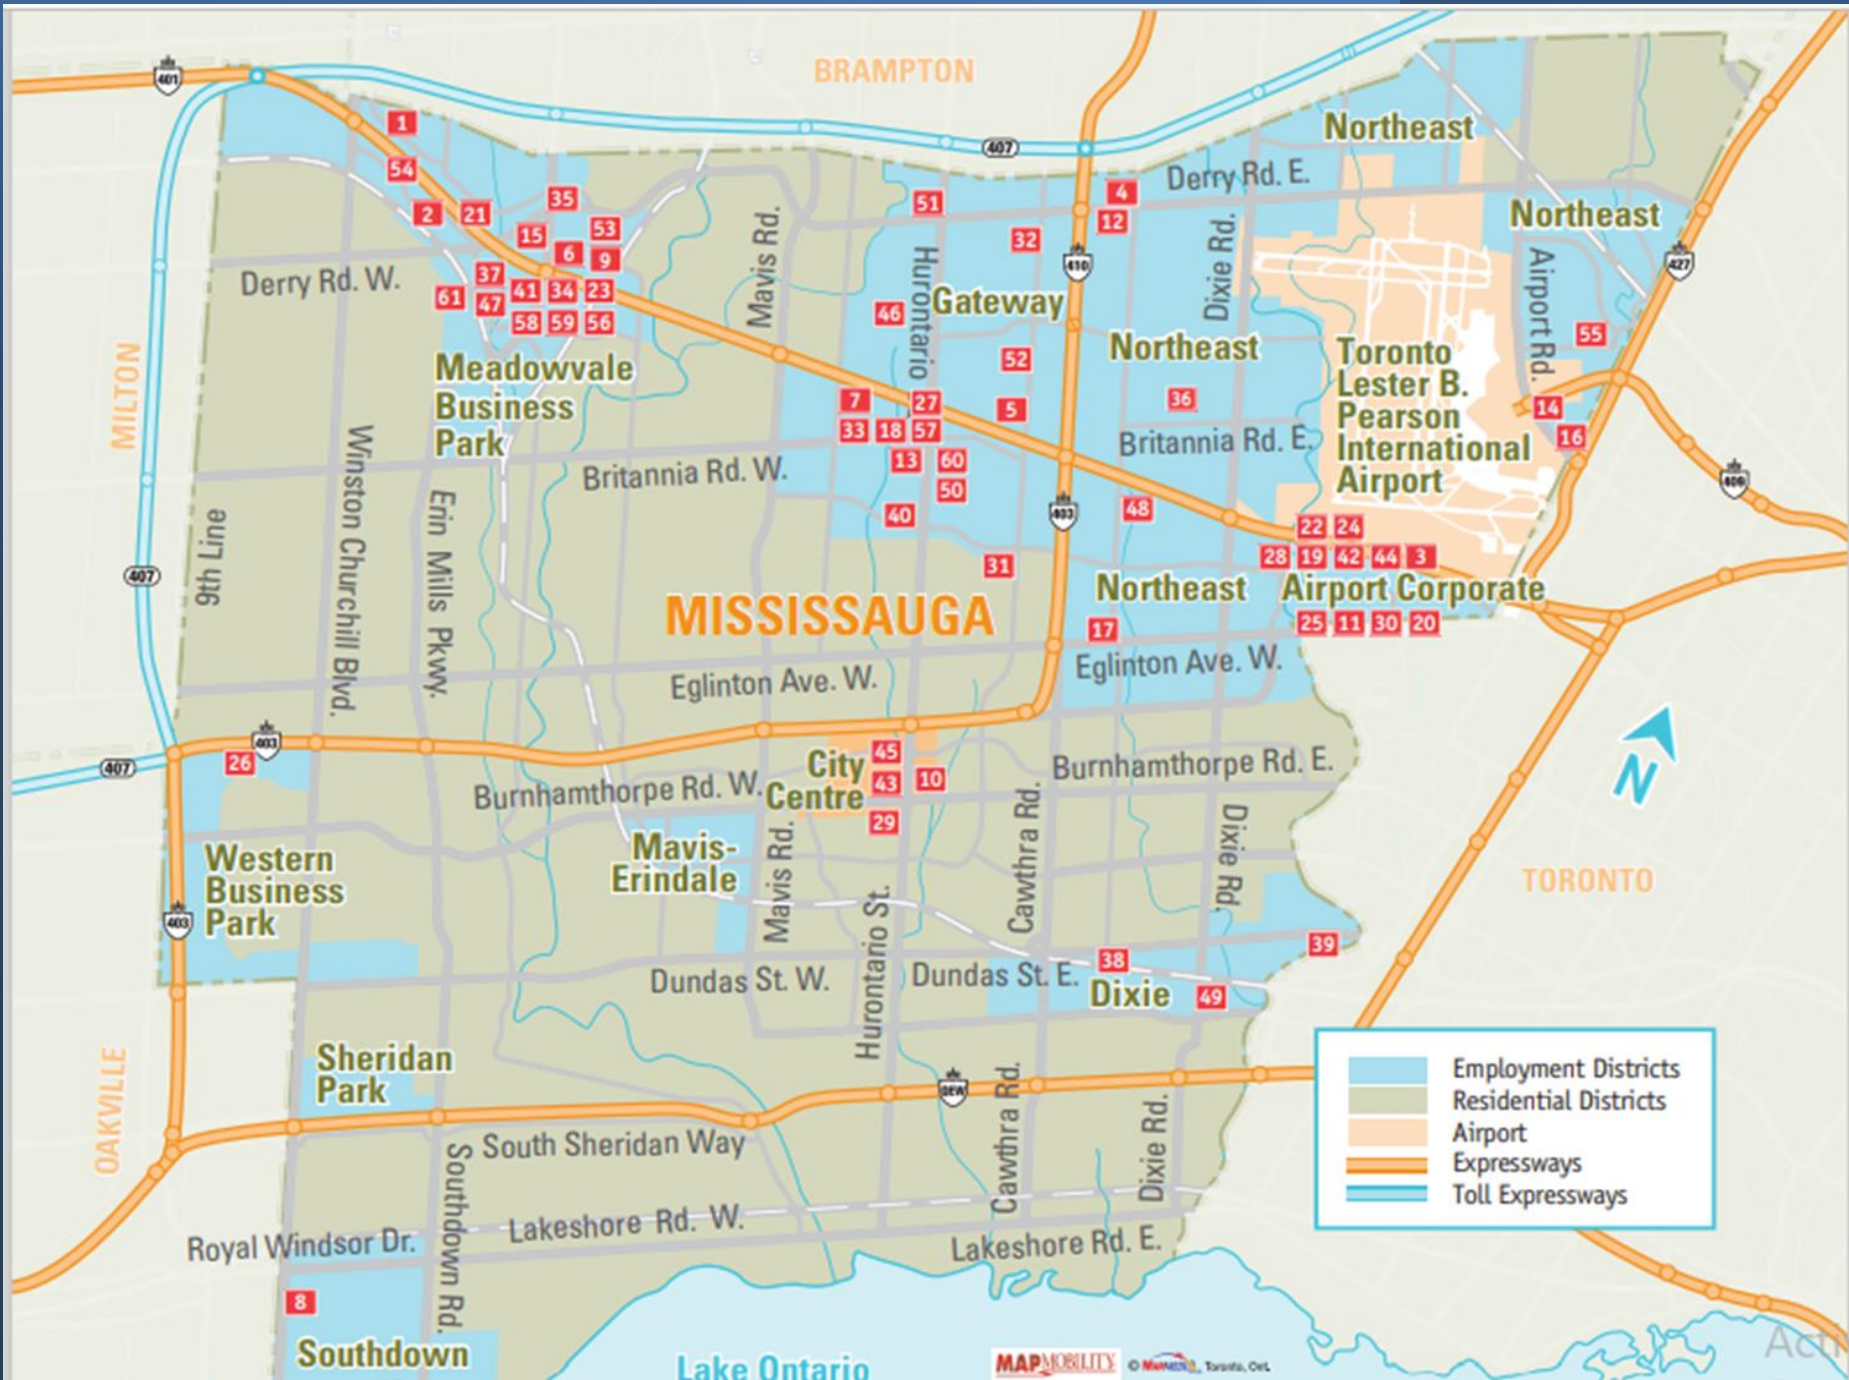 BRAMPTON
401
1
54
407
Northeast
Derry Rd. E.
35
2
21
51
4
12
Northeast
53
15
6
9
32
Mavis Rd.
Dixie Rd.
410
427
Derry Rd. W.
37
61
47
41
34
23
58
59
56
46
Hurontario
Gateway
Airport Rd.
55
MILTON
Meadowvale
Business
Park
52
Northeast
Toronto
Lester B.
Pearson
International
Airport
7
27
5
36
14
33
18
57
16
Britannia Rd. W.
13
60
Britannia Rd. E.
50
409
40
403
48
Winston Churchill Blvd.
Erin Mills Pkwy.
9th Line
22
24
407
28
19
42
44
3
31
MISSISSAUGA
Northeast
Airport Corporate
25
11
30
20
17
Eglinton Ave. W.
Eglinton Ave. W.
403
26
407
City
Centre
45
43
10
29
Burnhamthorpe Rd. W.
Burnhamthorpe Rd. E.
N
Mavis-
Erindale
Mavis Rd.
Cawthra Rd.
Dixie Rd.
Western
Business
Park
403
TORONTO
Hurontario St.
39
38
Dundas St. W.
Dundas St. E.
Dixie
49
OAKVILLE
Sheridan
Park
QEW
Cawthra Rd.
Dixie Rd.
South Sheridan Way
Southdown Rd.
Royal Windsor Dr.
Lakeshore Rd. W.
Lakeshore Rd. E.
8
Southdown
Lake Ontario
Employment Districts
Residential Districts
Airport
Expressways
Toll Expressways
MAPMOBILITY
Toronto, Ont.
Acti